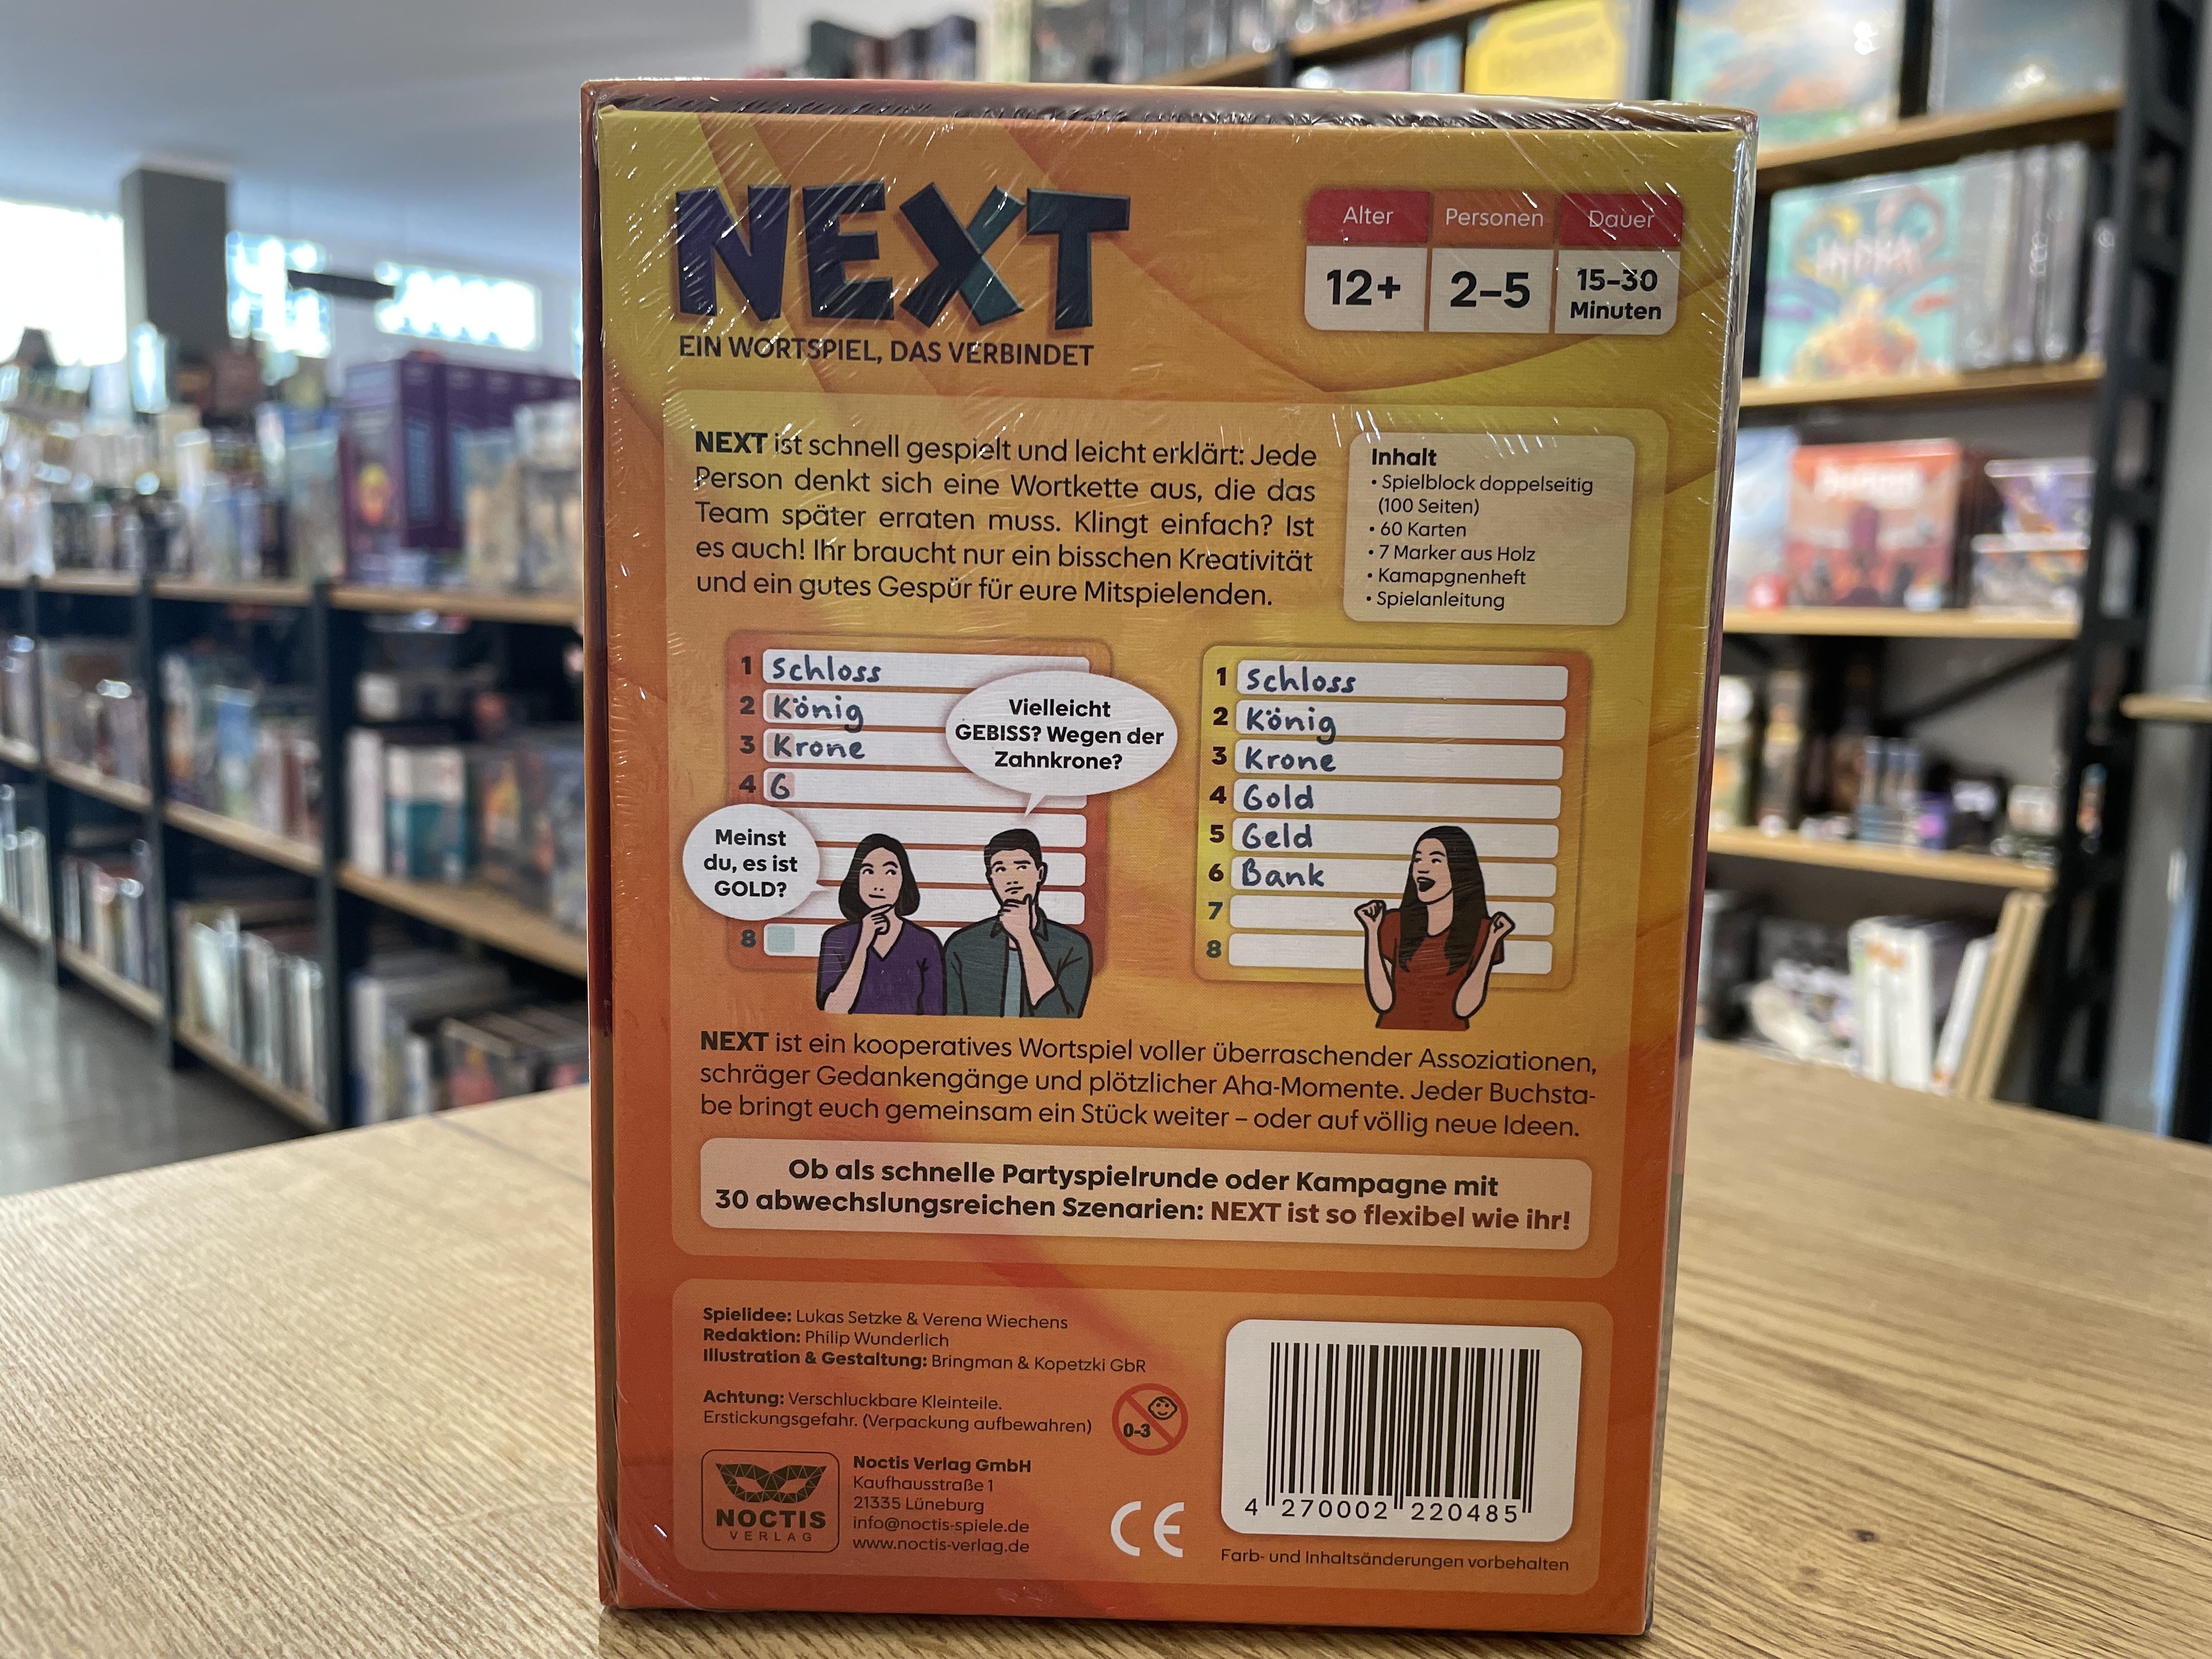 NEXT
EIN WORTSPIEL, DAS VERBINDET
Alter
12+
Personen
2–5
Dauer
15–30
Minuten
NEXT ist schnell gespielt und leicht erklärt: Jede
Person denkt sich eine Wortkette aus, die das
Team später erraten muss. Klingt einfach? Ist
es auch! Ihr braucht nur ein bisschen Kreativität
und ein gutes Gespür für eure Mitspielenden.
Inhalt
• Spielblock doppelseitig
(100 Seiten)
• 60 Karten
• 7 Marker aus Holz
• Kamapgnenheft
• Spielanleitung
1 Schloss
2 König
3 Krone
4 G
8
Vielleicht
GEBISS? Wegen der
Zahnkrone?
Meinst
du, es ist
GOLD?
1 Schloss
2 König
3 Krone
4 Gold
5 Geld
6 Bank
7
8
NEXT ist ein kooperatives Wortspiel voller überraschender Assoziationen,
schräger Gedankengänge und plötzlicher Aha-Momente. Jeder Buchsta-
be bringt euch gemeinsam ein Stück weiter – oder auf völlig neue Ideen.
Ob als schnelle Partyspielrunde oder Kampagne mit
30 abwechslungsreichen Szenarien: NEXT ist so flexibel wie ihr!
Spielidee: Lukas Setzke & Verena Wiechens
Redaktion: Philip Wunderlich
Illustration & Gestaltung: Bringman & Kopetzki GbR
Achtung: Verschluckbare Kleinteile.
Erstickungsgefahr. (Verpackung aufbewahren)
0-3
NOCTIS
VERLAG
Noctis Verlag GmbH
Kaufhausstraße 1
21335 Lüneburg
info@noctis-spiele.de
www.noctis-verlag.de
CE
4 270002 220485
Farb- und Inhaltsänderungen vorbehalten